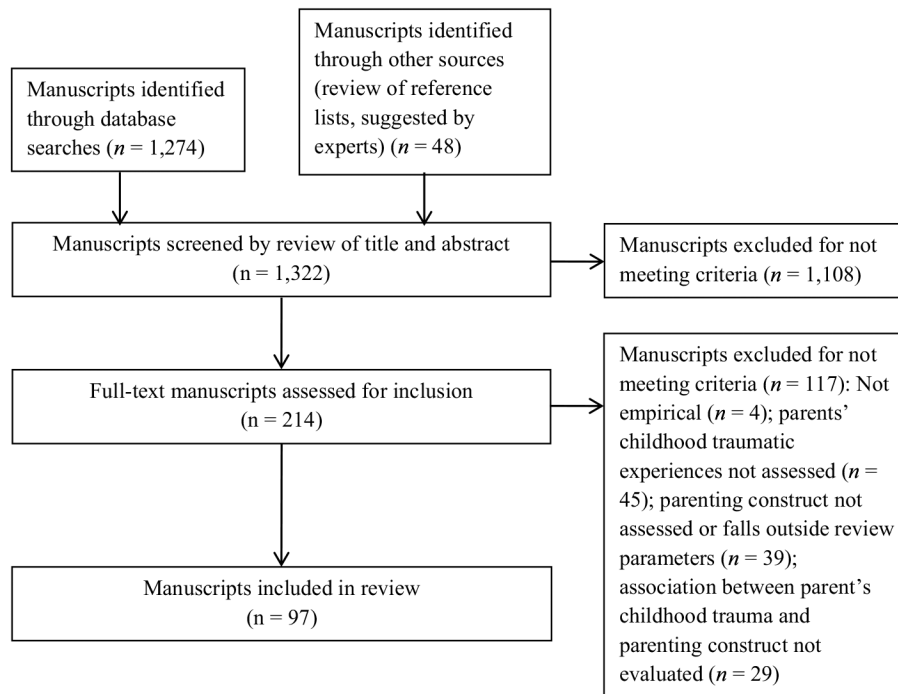 Manuscripts identified
through database
searches (n = 1,274)
Manuscripts identified
through other sources
(review of reference
lists, suggested by
experts) (n = 48)
Manuscripts screened by review of title and abstract
(n = 1,322)
Manuscripts excluded for not
meeting criteria (n = 1,108)
Full-text manuscripts assessed for inclusion
(n = 214)
Manuscripts excluded for not
meeting criteria (n = 117): Not
empirical (n = 4); parents’
childhood traumatic
experiences not assessed (n =
45); parenting construct not
assessed or falls outside review
parameters (n = 39);
association between parent’s
childhood trauma and
parenting construct not
evaluated (n = 29)
Manuscripts included in review
(n = 97)